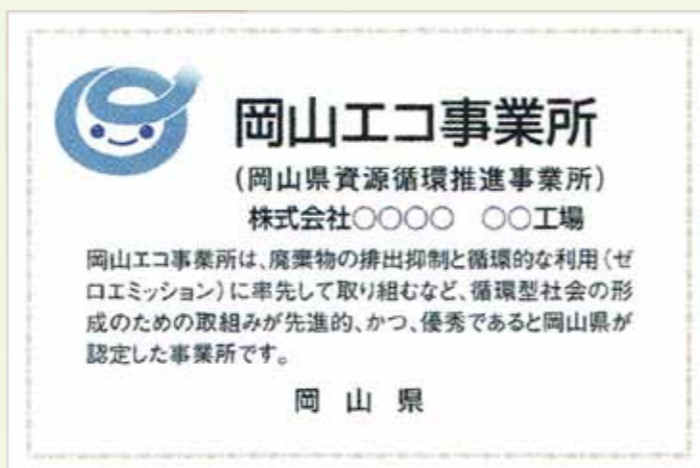 岡山エコ事業所
(岡山県資源循環推進事業所)
株式会社○○○○　○○工場
岡山エコ事業所は、廃棄物の排出抑制と循環的な利用(ゼ
ロエミッション)に率先して取り組むなど、循環型社会の形
成のための取組みが先進的、かつ、優秀であると岡山県が
認定した事業所です。
岡 山 県